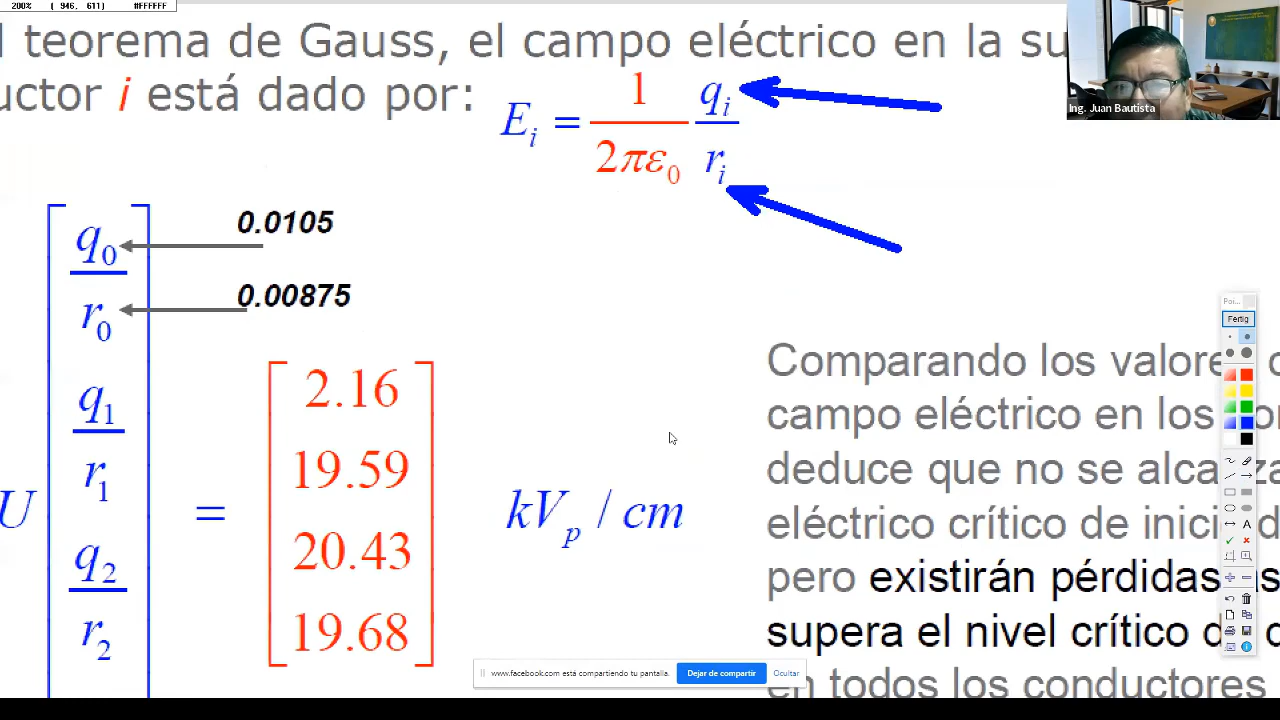 200% ( 946, 611) #FFFFFF
l teorema de Gauss, el campo eléctrico en la su
uctor i está dado por:
E_i = 1/(2πε_0) q_i/r_i
Ing. Juan Bautista
0.0105
0.00875
U [q_0/r_0
q_1/r_1
q_2/r_2
=
2.16
19.59
20.43
19.68
kV_p / cm
Poi...
Fertig
Comparando los valore
campo eléctrico en los
deduce que no se alca
eléctrico crítico de inici
pero existirán pérdidas
supera el nivel crítico d
en todos los conductores
www.facebook.com está compartiendo tu pantalla.
Dejar de compartir
Ocultar